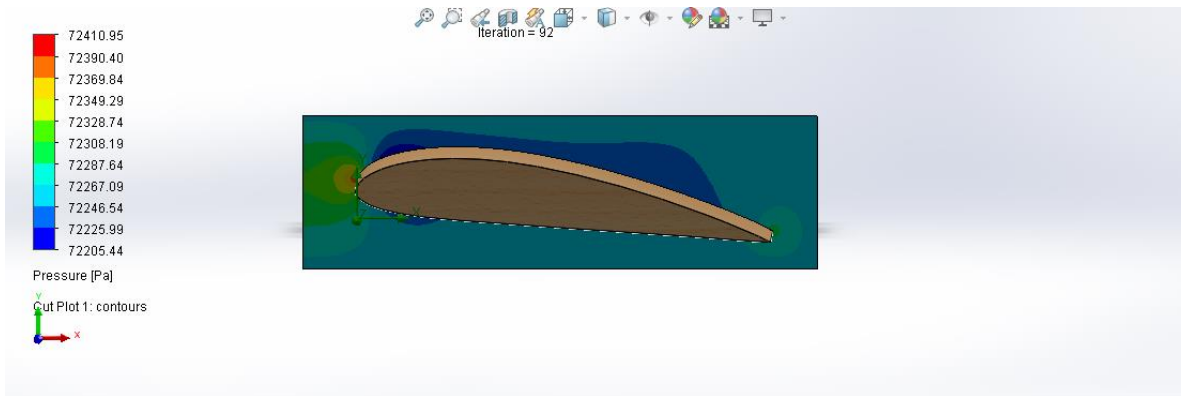 Iteration = 92
72410.95
72390.40
72369.84
72349.29
72328.74
72308.19
72287.64
72267.09
72246.54
72225.99
72205.44
Pressure [Pa]
Cut Plot 1: contours
Y
X